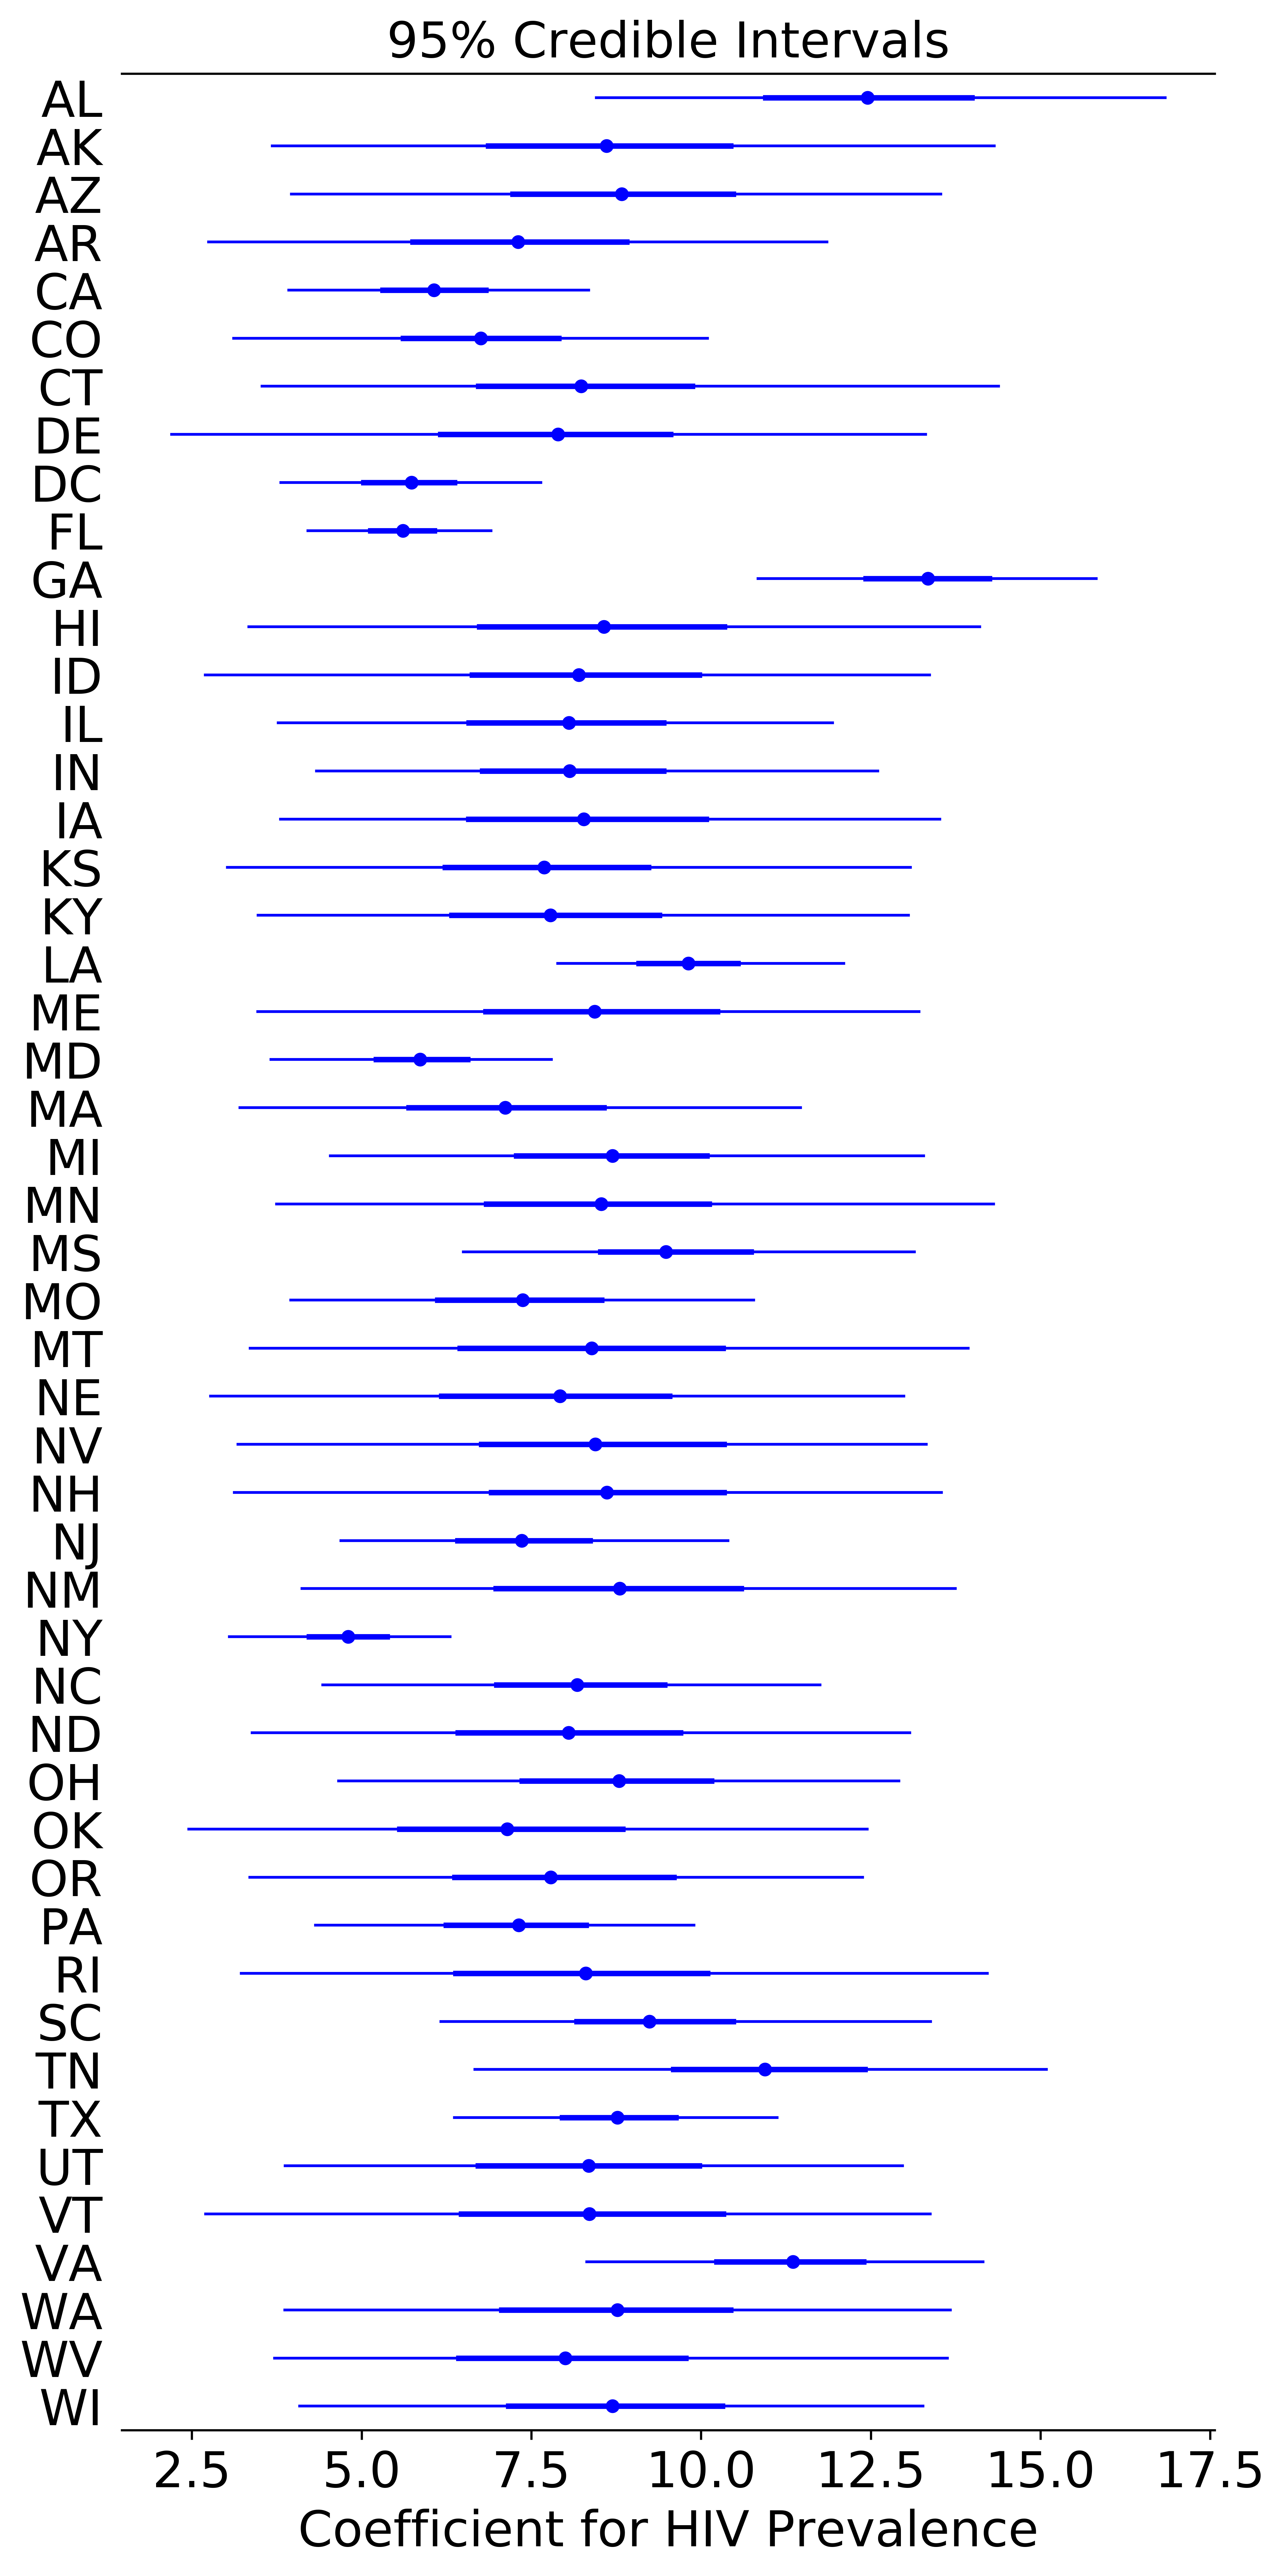 95% Credible Intervals
AL
AK
AZ
AR
CA
CO
CT
DE
DC
FL
GA
HI
ID
IL
IN
IA
KS
KY
LA
ME
MD
MA
MI
MN
MS
MO
MT
NE
NV
NH
NJ
NM
NY
NC
ND
OH
OK
OR
PA
RI
SC
TN
TX
UT
VT
VA
WA
WV
WI
2.5 5.0 7.5 10.0 12.5 15.0 17.5
Coefficient for HIV Prevalence